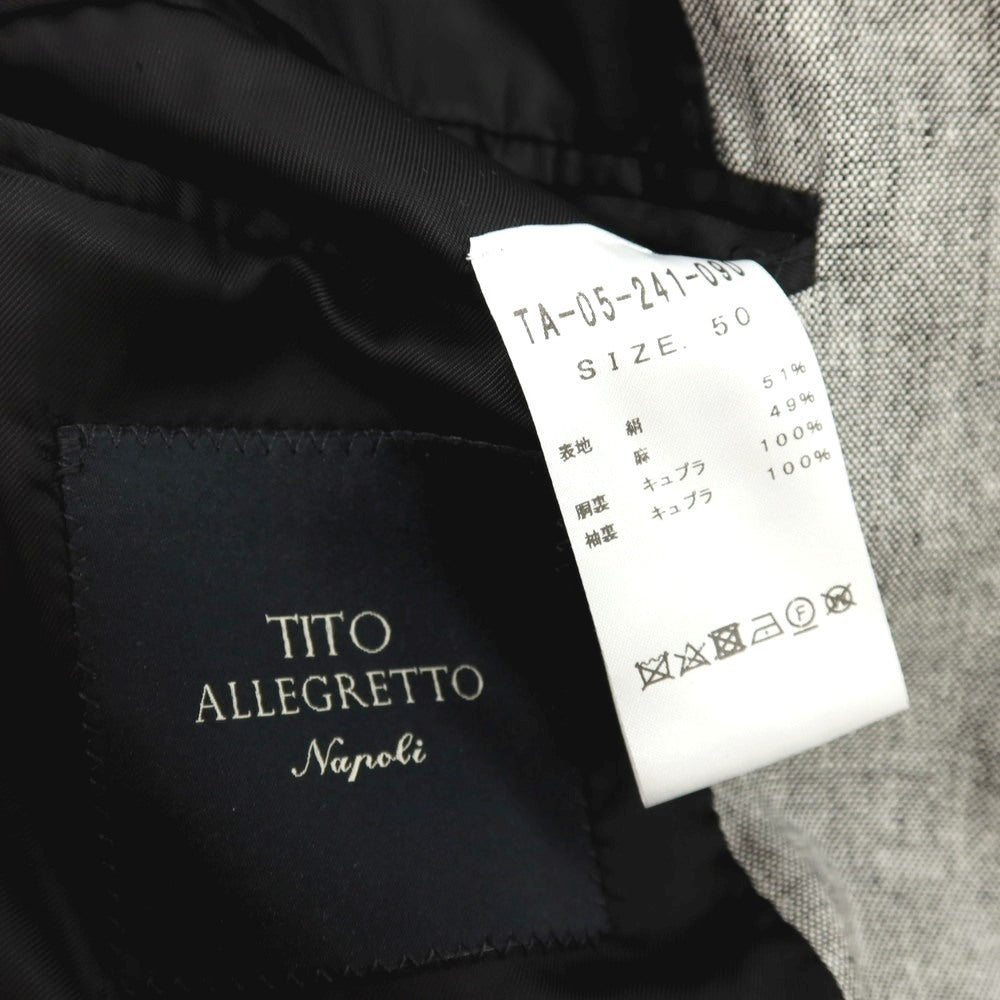 TA-05-241-090
SIZE. 50
表地 絹 51%
麻 49%
胴裏 キュプラ 100%
袖裏 キュプラ 100%
F W
TITO
ALLEGRETTO
Napoli